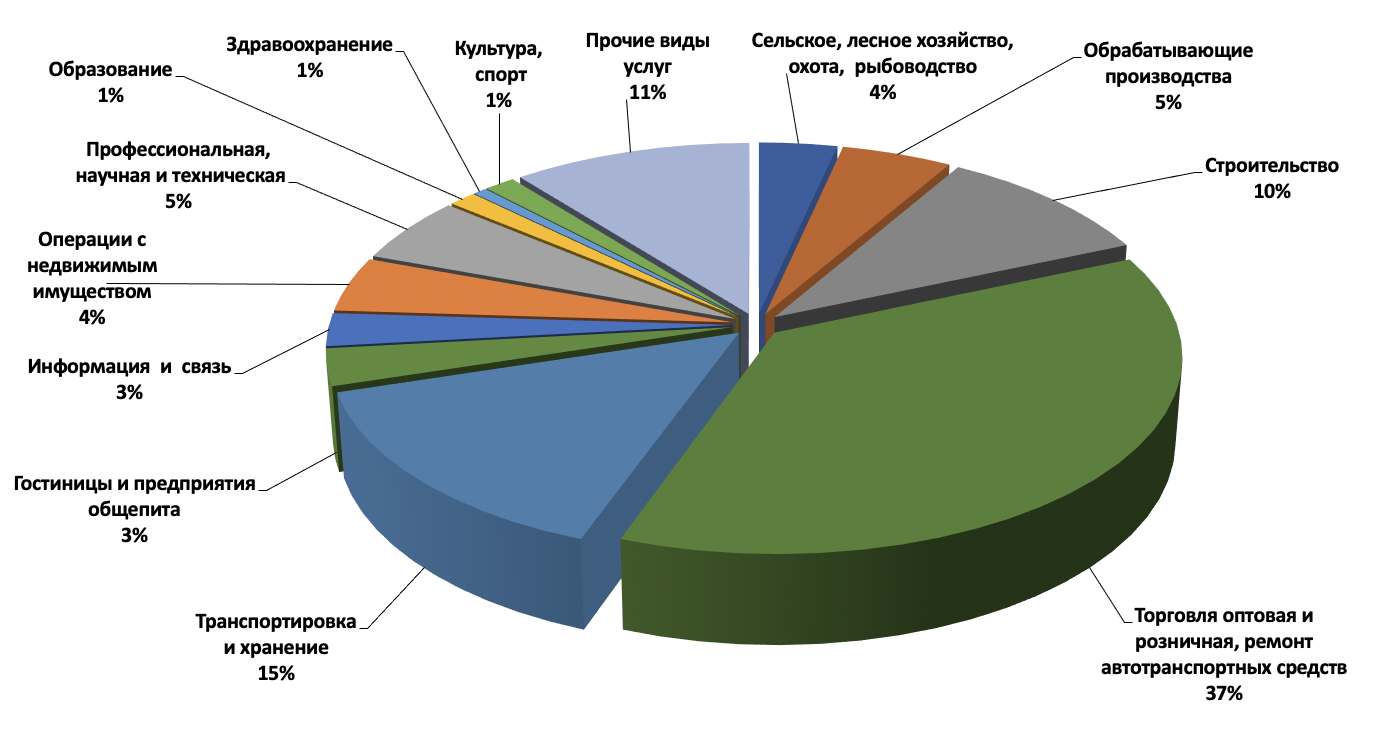 Здравоохранение
1%
Культура,
спорт
1%
Прочие виды
услуг
11%
Сельское, лесное хозяйство,
охота, рыбоводство
4%
Обрабатывающие
производства
5%
Строительство
10%
Торговля оптовая и
розничная, ремонт
автотранспортных средств
37%
Транспортировка
и хранение
15%
Гостиницы и предприятия
общепита
3%
Информация и связь
3%
Операции с
недвижимым
имуществом
4%
Профессиональная,
научная и техническая
5%
Образование
1%